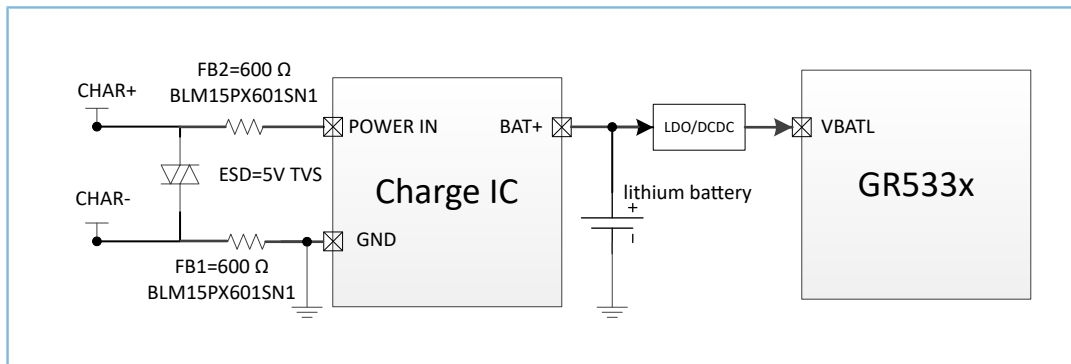 FB2=600 Ω
BLM15PX601SN1
CHAR+
POWER IN
BAT+
LDO/DCDC
VBATL
ESD=5V TVS
Charge IC
GR533x
lithium battery
+
-
CHAR-
GND
FB1=600 Ω
BLM15PX601SN1